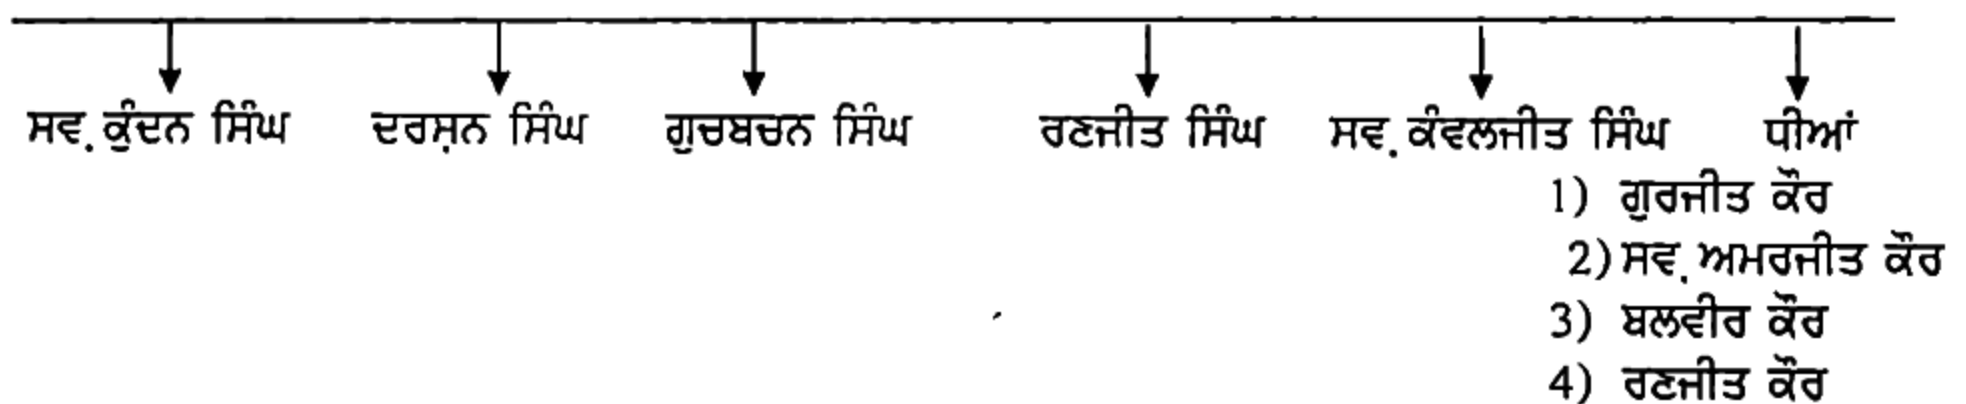 ਸਵ. ਕੁੰਦਨ ਸਿੰਘ ਦਰਸ਼ਨ ਸਿੰਘ ਗੁਚਬਚਨ ਸਿੰਘ ਰਣਜੀਤ ਸਿੰਘ ਸਵ. ਕੰਵਲਜੀਤ ਸਿੰਘ ਧੀਆਂ
1) ਗੁਰਜੀਤ ਕੌਰ
2) ਸਵ. ਅਮਰਜੀਤ ਕੌਰ
3) ਬਲਵੀਰ ਕੌਰ
4) ਰਣਜੀਤ ਕੌਰ